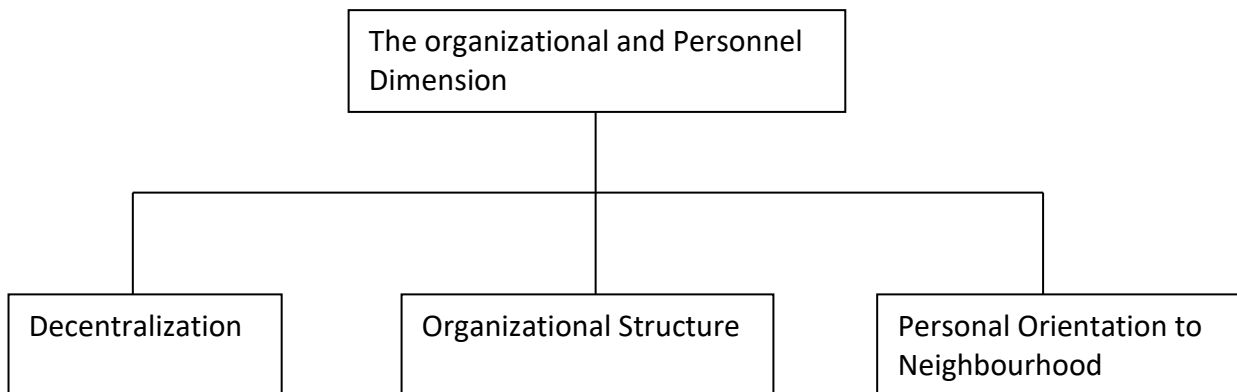 The organizational and Personnel
Dimension
Decentralization
Organizational Structure
Personal Orientation to
Neighbourhood